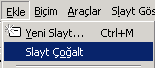 Ekle Biçim Araçlar Slayt Gös
Yeni Slayt... Ctrl+M
Slayt Çoğalt